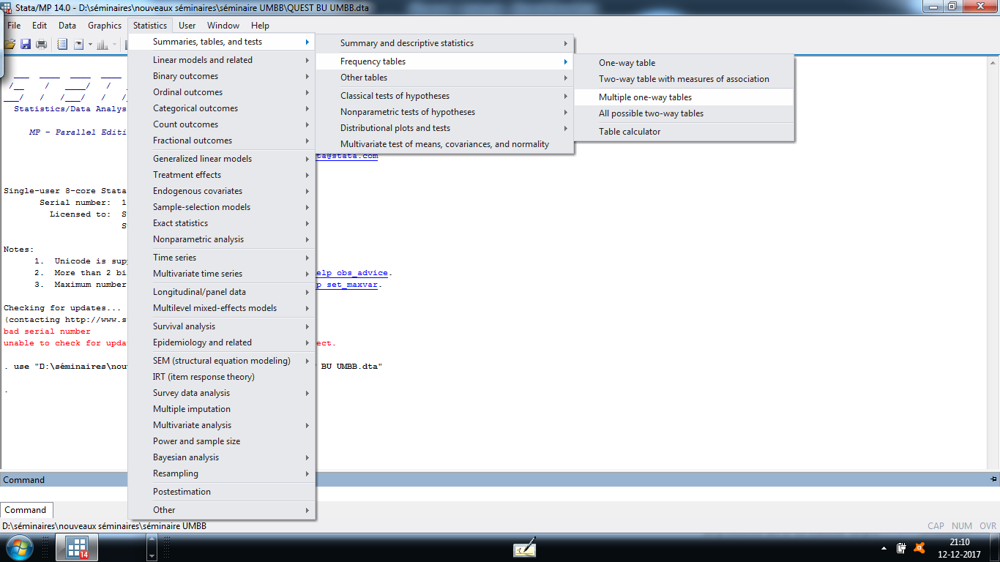 Stata/MP 14.0 - D:\séminaires\nouveaux séminaires\séminaire UMBB\QUEST BU UMBB.dta
File Edit Data Graphics Statistics User Window Help
Summaries, tables, and tests
Linear models and related
Binary outcomes
Ordinal outcomes
Categorical outcomes
Count outcomes
Fractional outcomes
Generalized linear models
Treatment effects
Endogenous covariates
Sample-selection models
Exact statistics
Nonparametric analysis
Time series
Multivariate time series
Longitudinal/panel data
Multilevel mixed-effects models
Survival analysis
Epidemiology and related
SEM (structural equation modeling)
IRT (item response theory)
Survey data analysis
Multiple imputation
Multivariate analysis
Power and sample size
Bayesian analysis
Resampling
Postestimation
Other
Summary and descriptive statistics
Frequency tables
Other tables
Classical tests of hypotheses
Nonparametric tests of hypotheses
Distributional plots and tests
Multivariate test of means, covariances, and normality
One-way table
Two-way table with measures of association
Multiple one-way tables
All possible two-way tables
Table calculator
Statistics/Data Analys
MP - Parallel Editi
ta@stata.com
Single-user 8-core Stata
Serial number: 1
Licensed to: S
S
Notes:
1. Unicode is sup
2. More than 2 bi elp obs_advice.
3. Maximum number p set_maxvar.
Checking for updates...
(contacting http://www.s
bad serial number
unable to check for upda ect.
. use "D:\séminaires\nou BU UMBB.dta"
.
Command
Command
D:\séminaires\nouveaux séminaires\séminaire UMBB CAP NUM OVR
14
21:10
12-12-2017